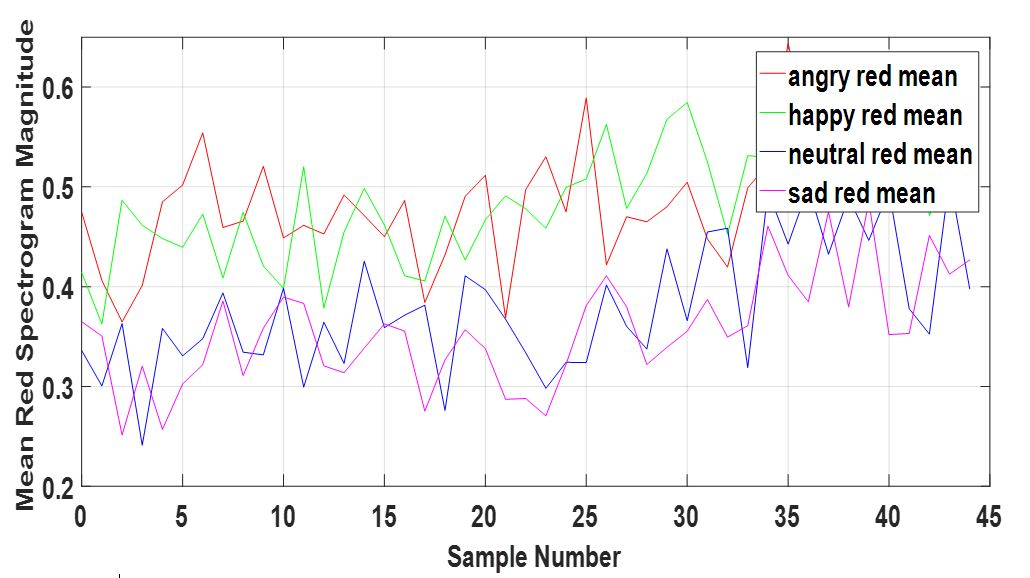 Mean Red Spectrogram Magnitude
0.6
0.5
0.4
0.3
0.2
0 5 10 15 20 25 30 35 40 45
Sample Number
angry red mean
happy red mean
neutral red mean
sad red mean